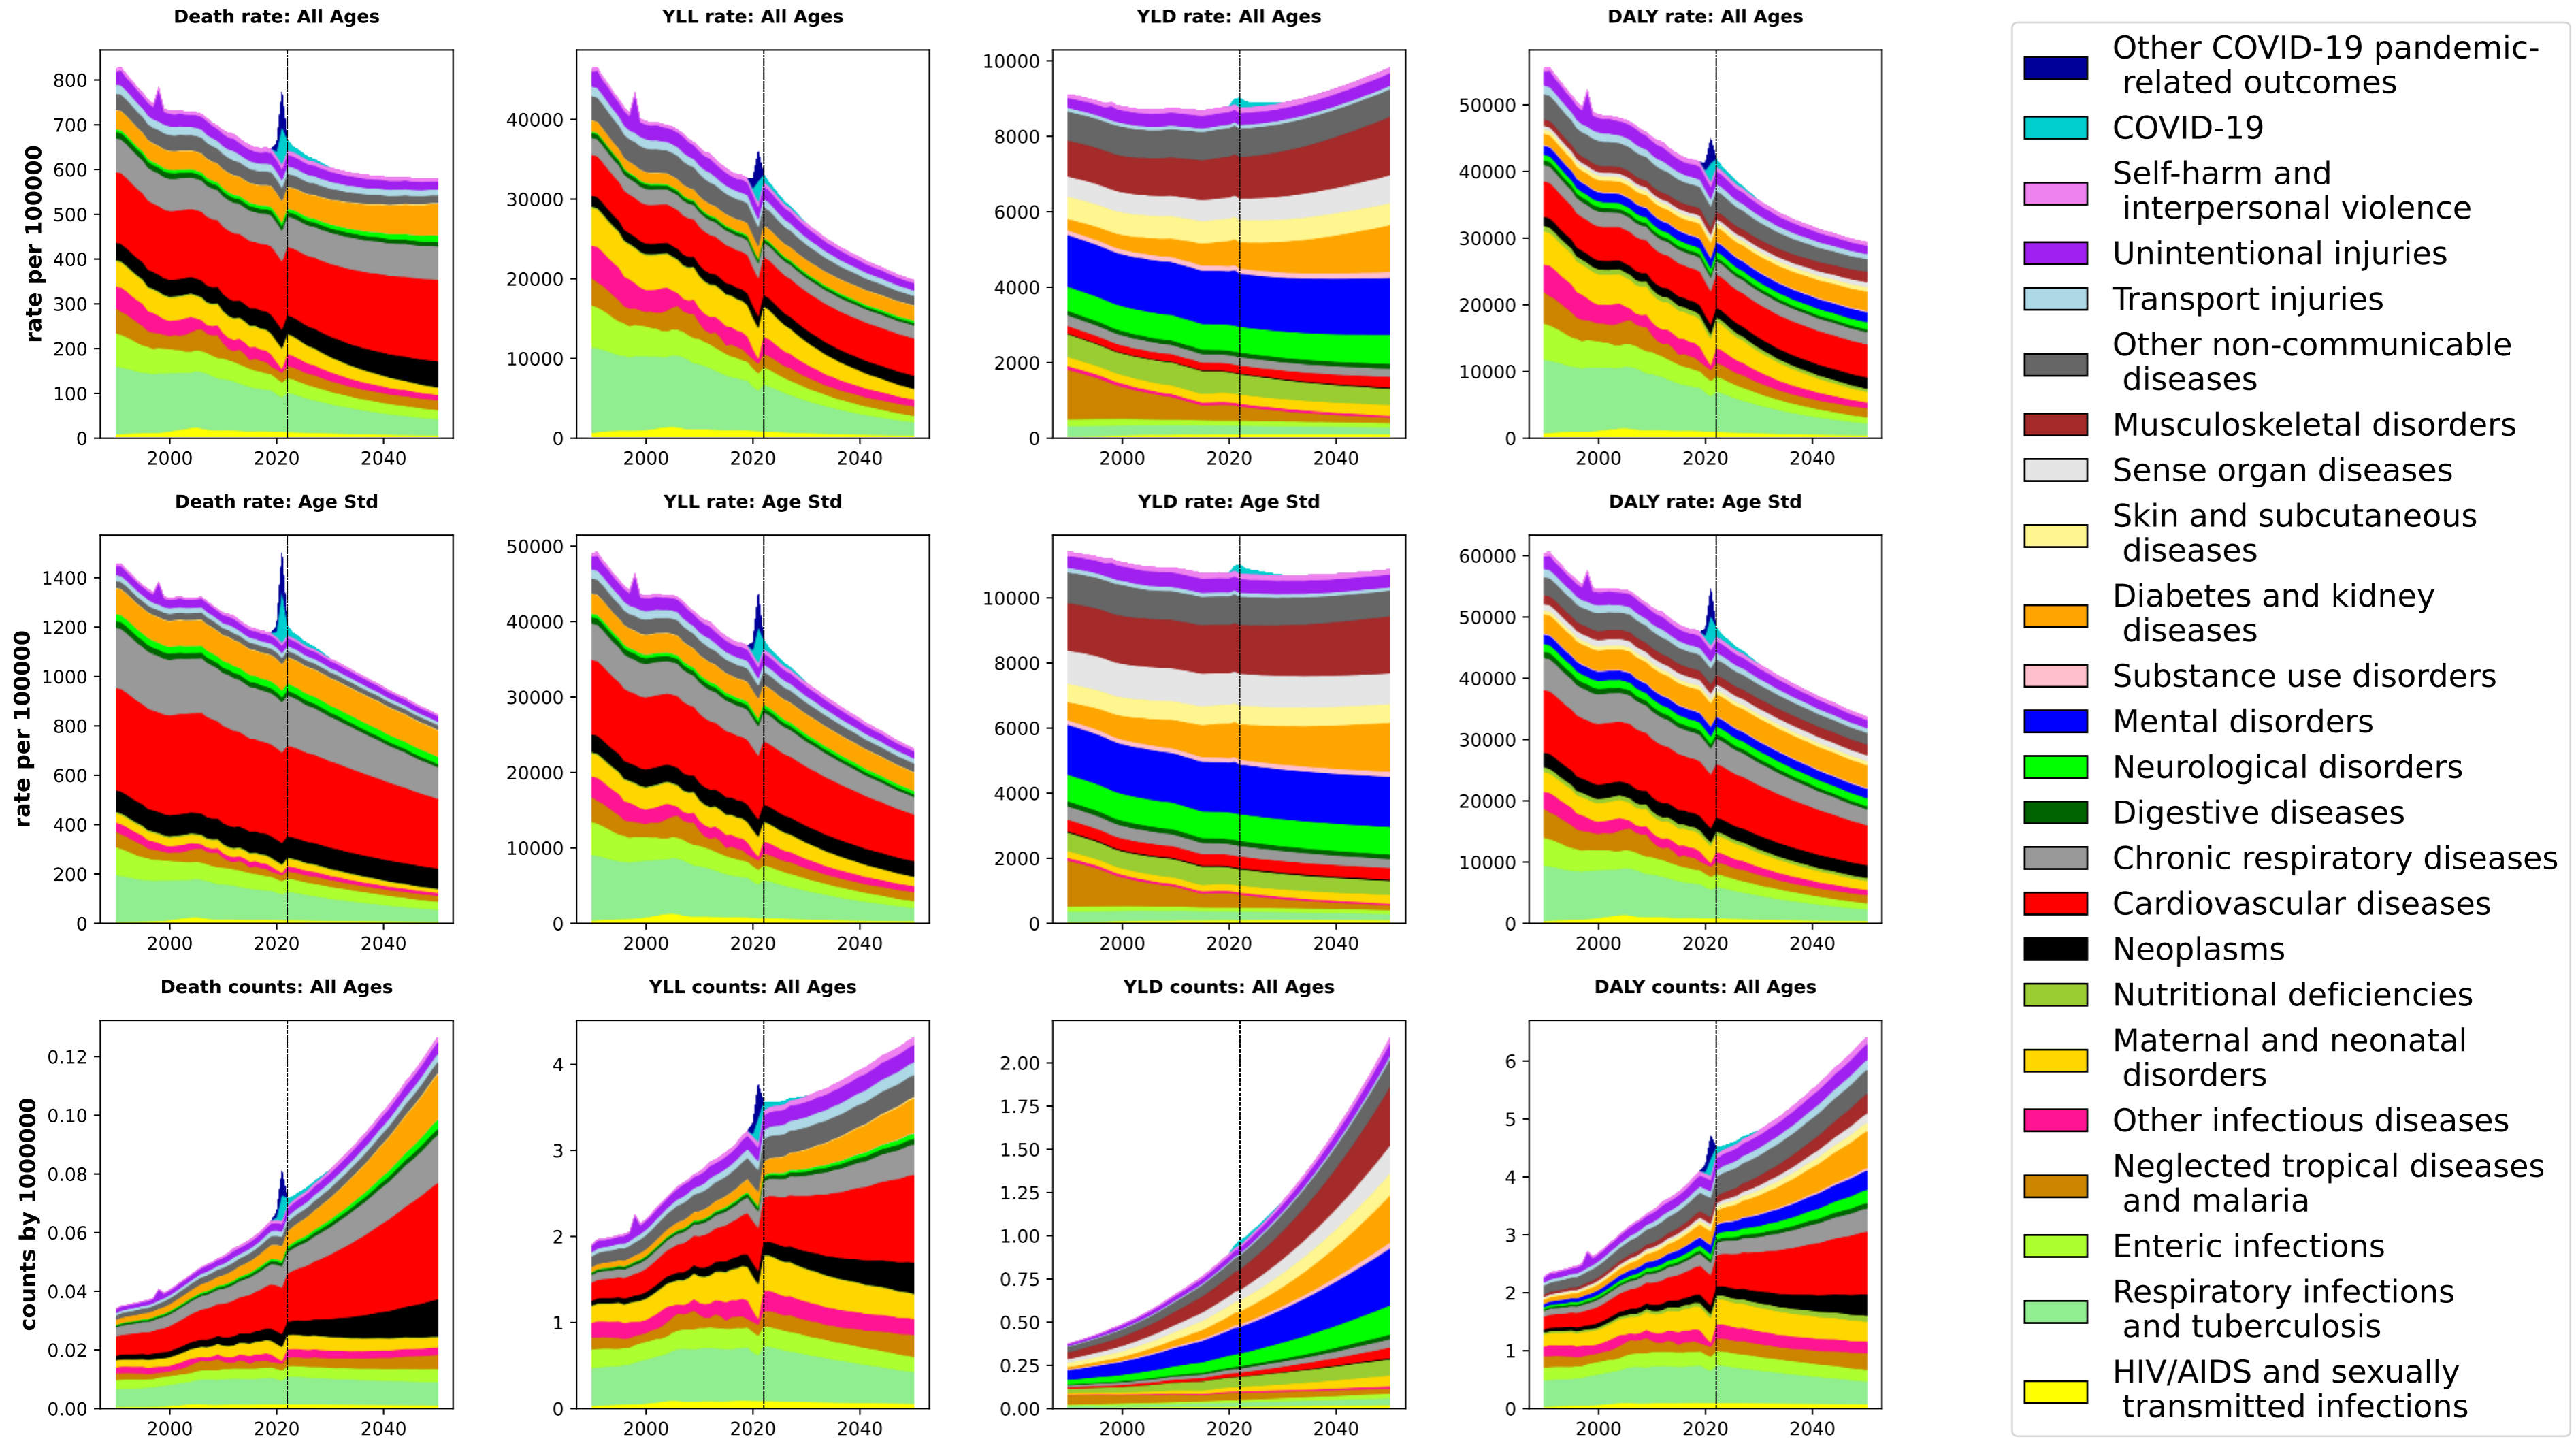 Death rate: All Ages
YLL rate: All Ages
YLD rate: All Ages
DALY rate: All Ages
rate per 100000
800
700
600
500
400
300
200
100
0
2000
2020
2040
40000
30000
20000
10000
0
2000
2020
2040
10000
8000
6000
4000
2000
0
2000
2020
2040
50000
40000
30000
20000
10000
0
2000
2020
2040
Death rate: Age Std
YLL rate: Age Std
YLD rate: Age Std
DALY rate: Age Std
rate per 100000
1400
1200
1000
800
600
400
200
0
2000
2020
2040
50000
40000
30000
20000
10000
0
2000
2020
2040
10000
8000
6000
4000
2000
0
2000
2020
2040
60000
50000
40000
30000
20000
10000
0
2000
2020
2040
Death counts: All Ages
YLL counts: All Ages
YLD counts: All Ages
DALY counts: All Ages
counts by 1000000
0.12
0.10
0.08
0.06
0.04
0.02
0.00
2000
2020
2040
4
3
2
1
0
2000
2020
2040
2.00
1.75
1.50
1.25
1.00
0.75
0.50
0.25
0.00
2000
2020
2040
6
5
4
3
2
1
0
2000
2020
2040
Other COVID-19 pandemic-
related outcomes
COVID-19
Self-harm and
interpersonal violence
Unintentional injuries
Transport injuries
Other non-communicable
diseases
Musculoskeletal disorders
Sense organ diseases
Skin and subcutaneous
diseases
Diabetes and kidney
diseases
Substance use disorders
Mental disorders
Neurological disorders
Digestive diseases
Chronic respiratory diseases
Cardiovascular diseases
Neoplasms
Nutritional deficiencies
Maternal and neonatal
disorders
Other infectious diseases
Neglected tropical diseases
and malaria
Enteric infections
Respiratory infections
and tuberculosis
HIV/AIDS and sexually
transmitted infections